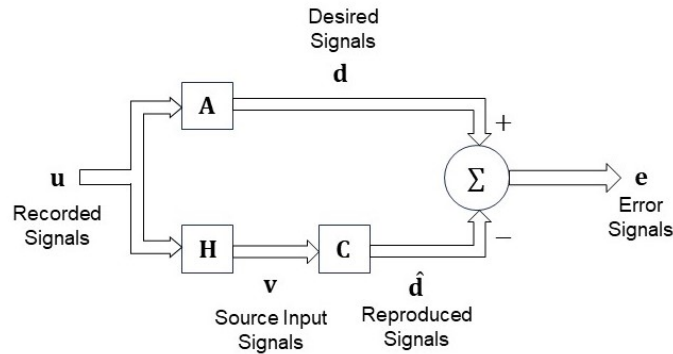 Desired
Signals
d
A
+
u
Σ
e
Recorded
Signals
Error
Signals
−
H
C
v
d̂
Source Input
Signals
Reproduced
Signals